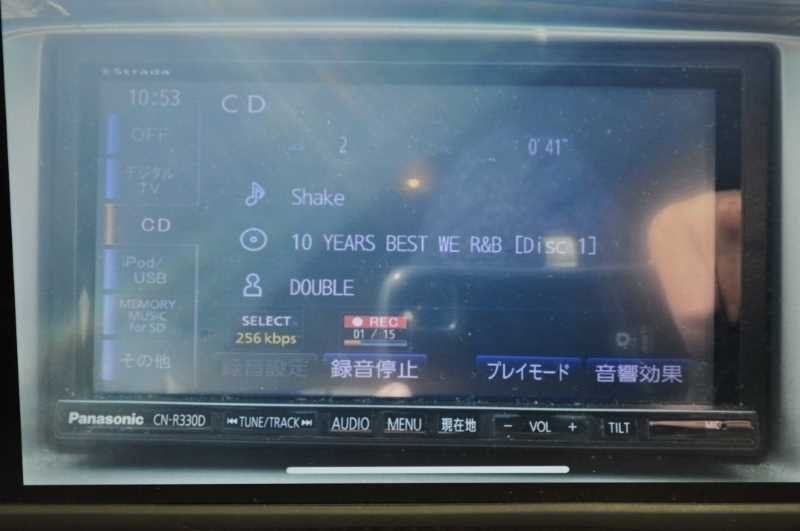 Strada
10:53
CD
OFF
2
0'41"
デジタル
TV
Shake
CD
10 YEARS BEST WE R&B [Disc 1]
iPod/
USB
DOUBLE
MEMORY
MUSIC
for SD
SELECT
256 kbps
REC
01 / 15
その他
録音設定
録音停止
プレイモード
音響効果
Panasonic CN-R330D TUNE/TRACK AUDIO MENU 現在地 - VOL + TILT